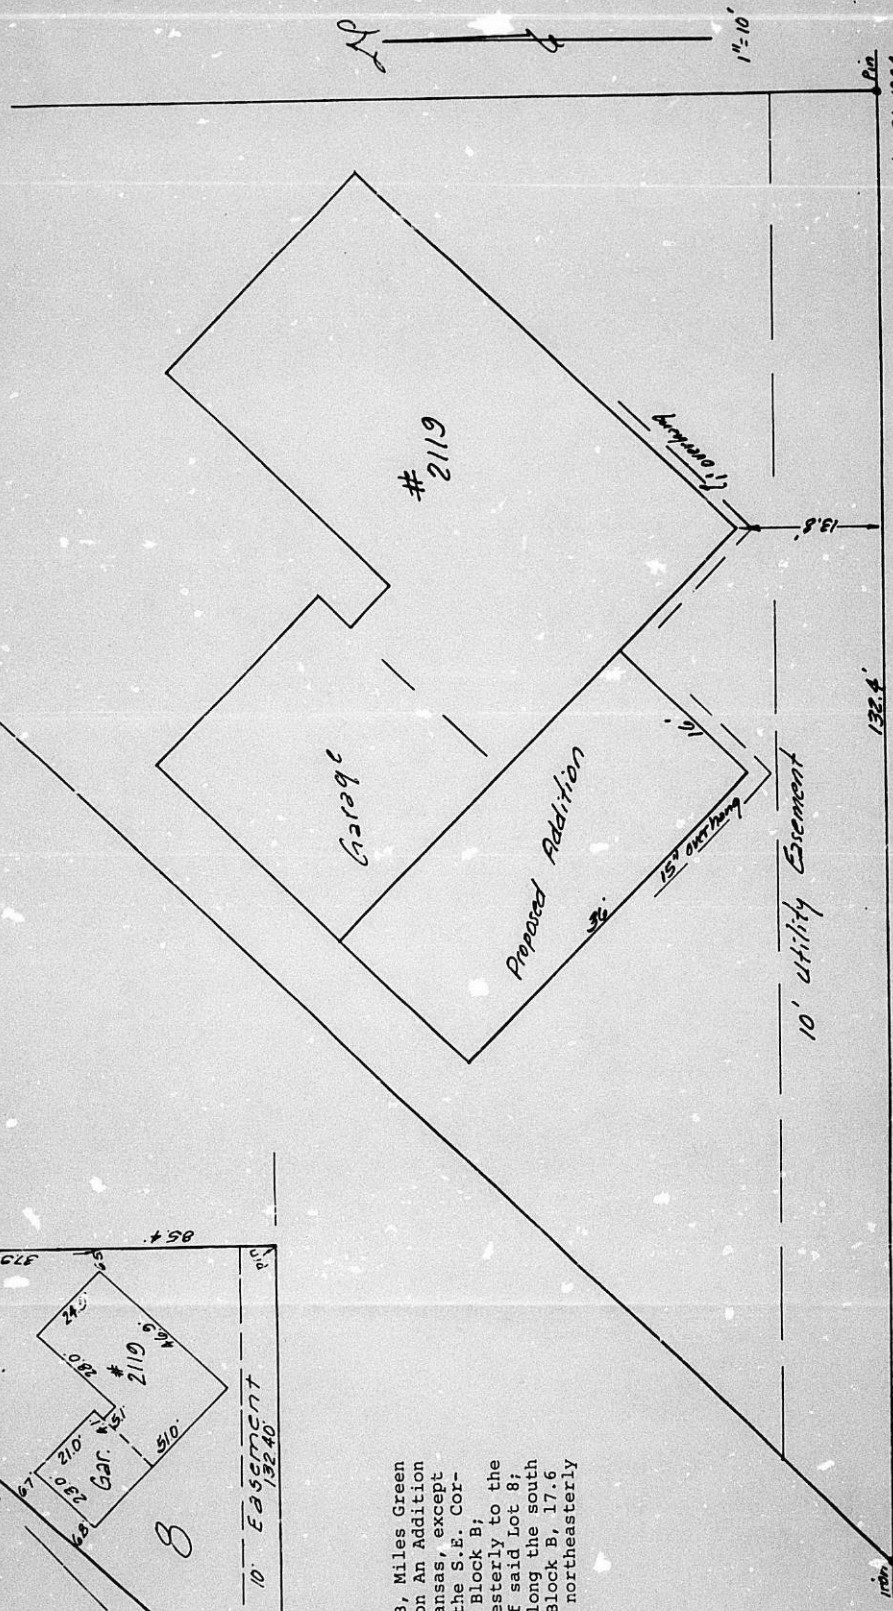 1"=10'
Pin
#
2119
1' overhang
13.8'
Garage
Proposed Addition
16'
36'
15" overhang
132.4'
10' Utility Easement
iron
37.9
85.4'
pin
24.0
28.0
#
2119
21.0
23.0
Gar.
51.0
8
10' Easement
132.40'
3, Miles Green
on An Addition
ansas, except
the S.E. Cor-
Block B;
esterly to the
f said Lot 8;
long the south
Block B, 17.6
northeasterly